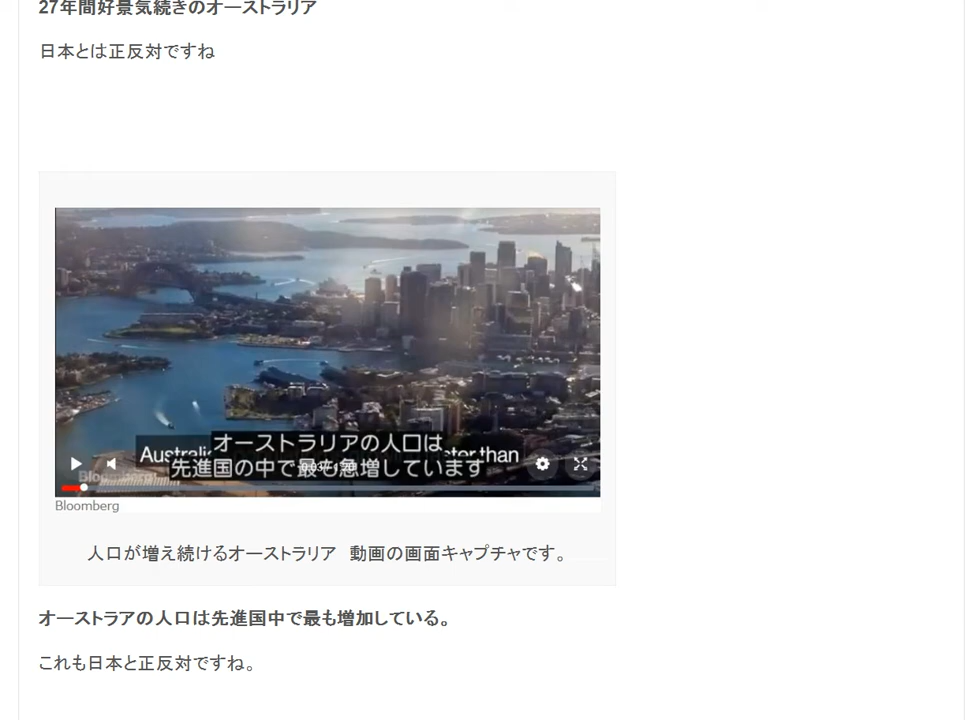 27年間好景気続きのオーストラリア
日本とは正反対ですね
オーストラリアの人口は
先進国の中で最も急増しています
Bloomberg
人口が増え続けるオーストラリア　動画の画面キャプチャです。
オーストラアの人口は先進国中で最も増加している。
これも日本と正反対ですね。